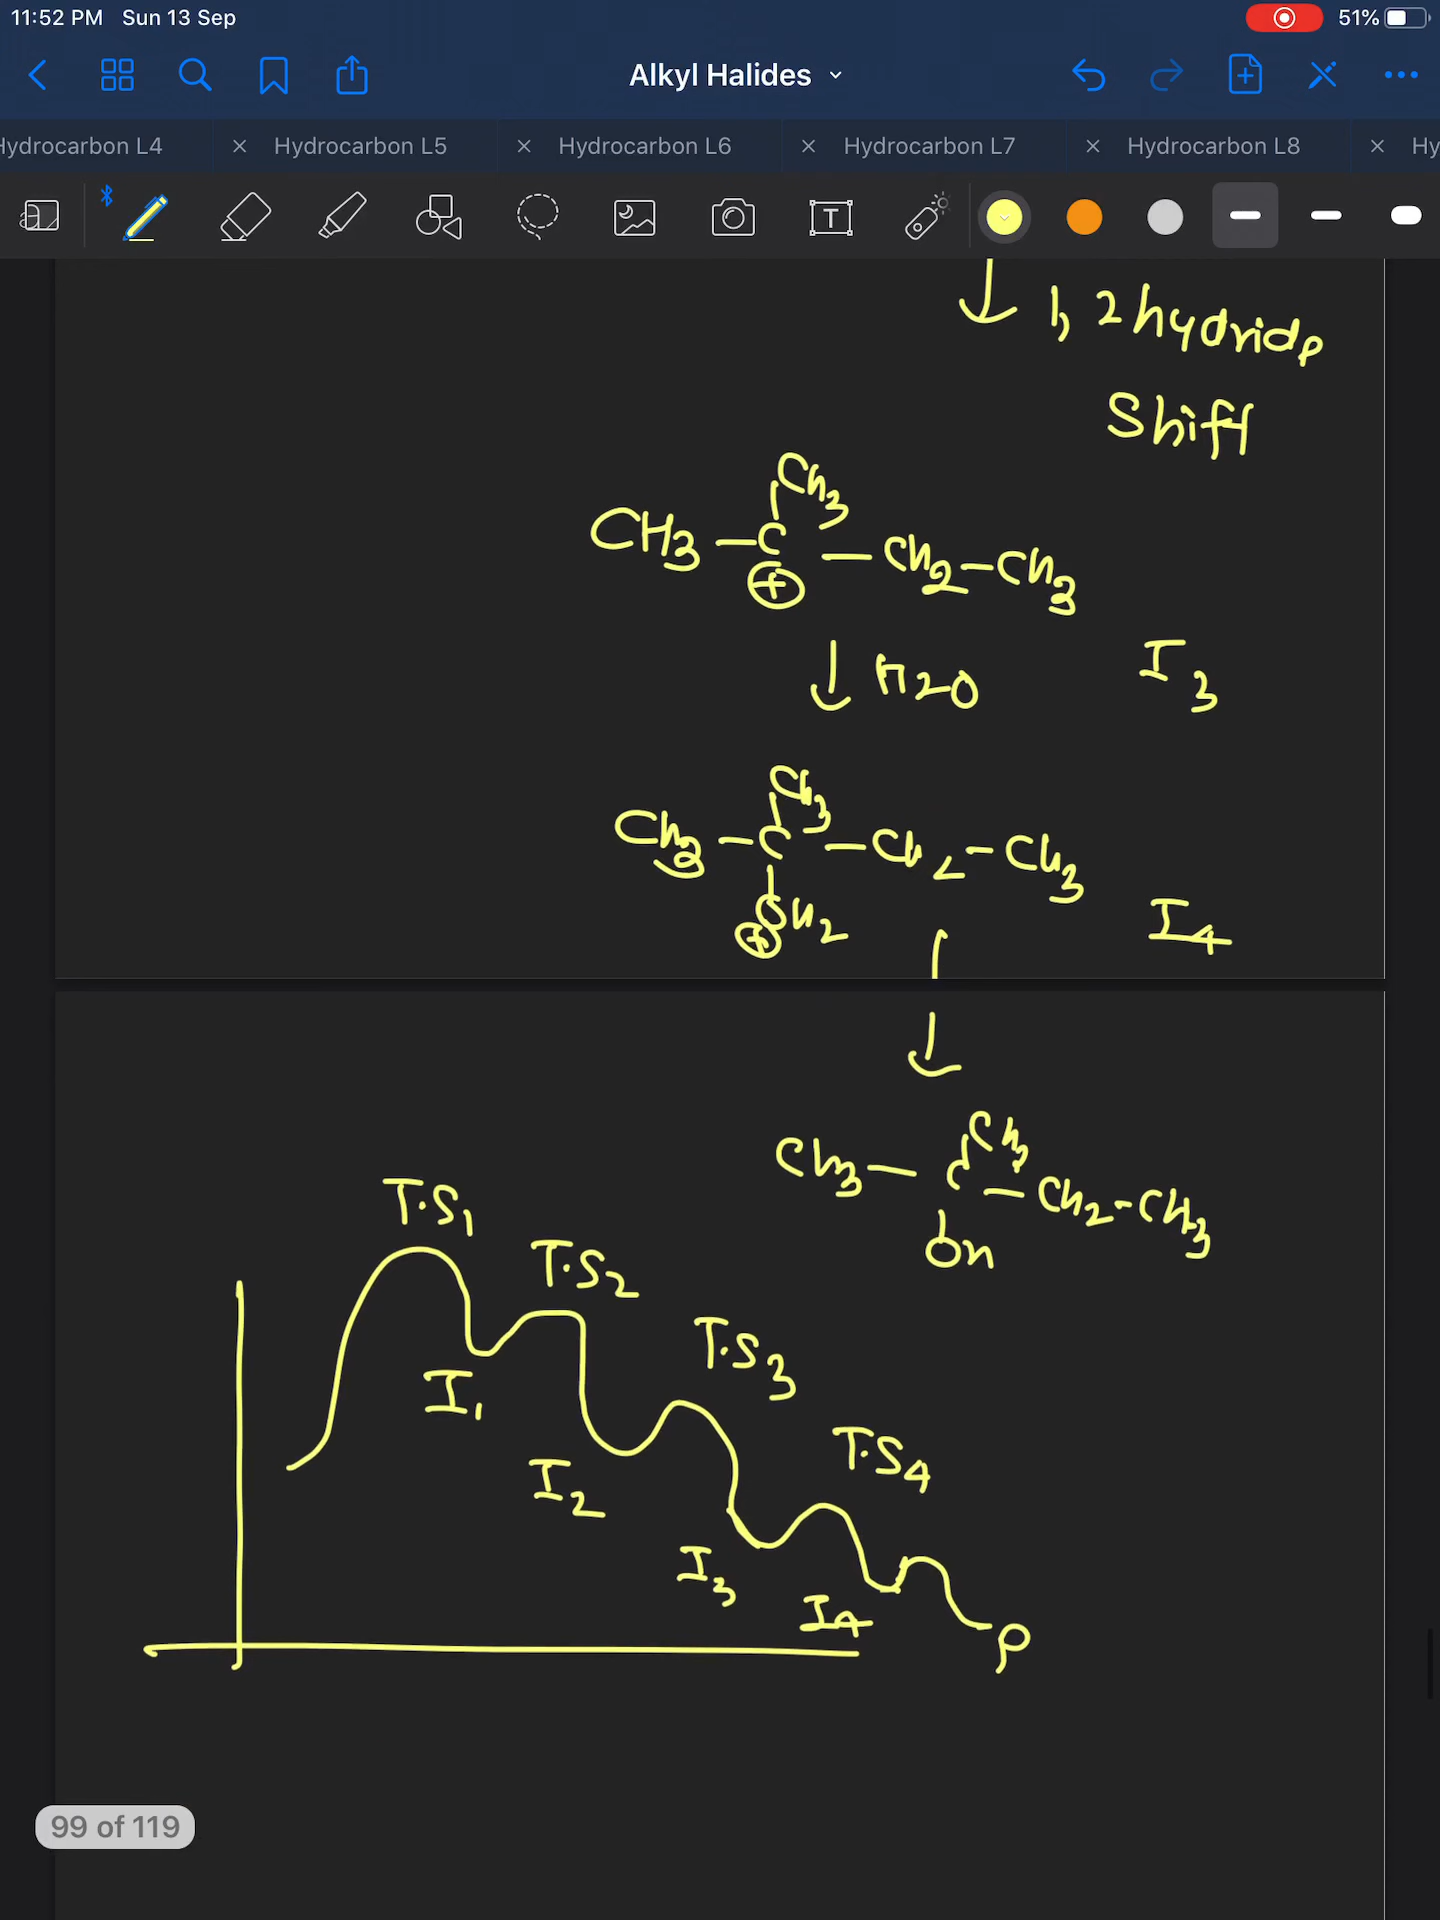 11:52 PM Sun 13 Sep
51%
Alkyl Halides
Hydrocarbon L4
Hydrocarbon L5
Hydrocarbon L6
Hydrocarbon L7
Hydrocarbon L8
Hy
a
T
1,2 hydride
Shift
CH3
CH3 – C – CH2 – CH3
⊕
I3
H2O
CH3
CH3 – C – CH2 – CH3
⊕ OH2
I4
CH3
CH3 – C – CH2 – CH3
OH
T.S1
T.S2
T.S3
I1
T.S4
I2
I3
I4
P
99 of 119